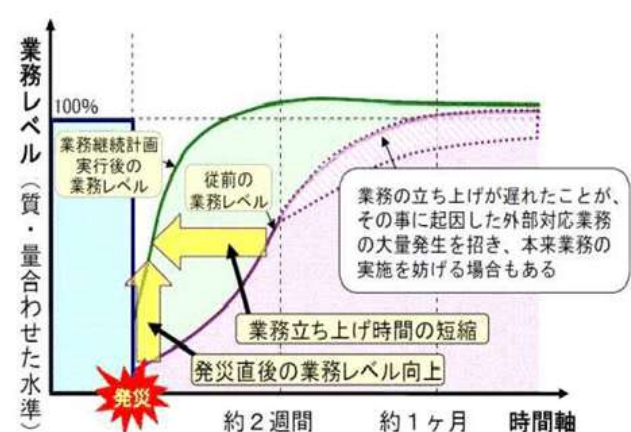 業務レベル（質・量合わせた水準）
100%
業務継続計画
実行後の
業務レベル
従前の
業務レベル
業務の立ち上げが遅れたことが、
その事に起因した外部対応業務
の大量発生を招き、本来業務の
実施を妨げる場合もある
業務立ち上げ時間の短縮
発災直後の業務レベル向上
発災
約２週間
約１ヶ月
時間軸